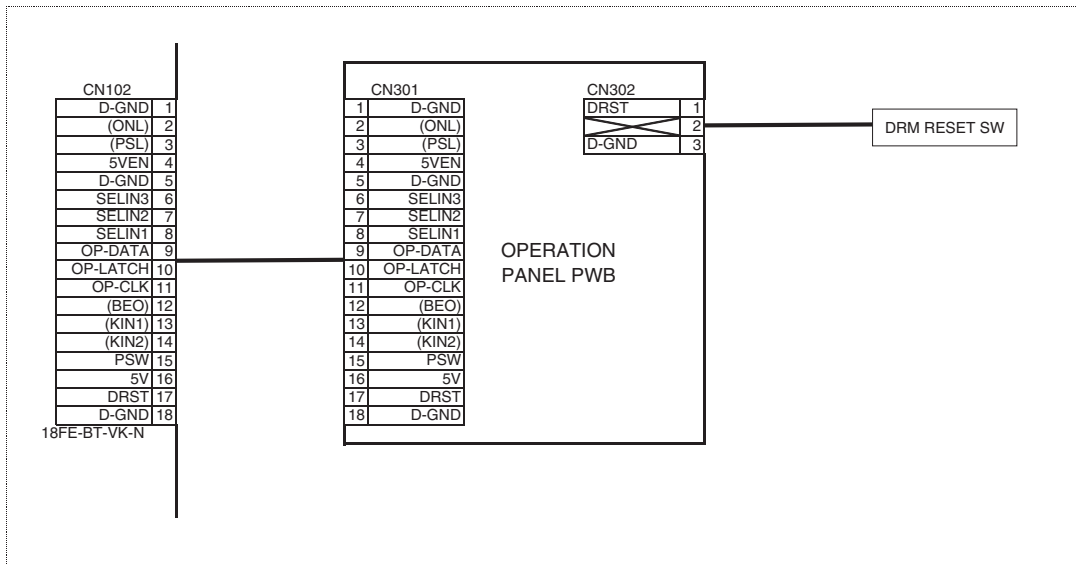 CN102
D-GND 1
(ONL) 2
(PSL) 3
5VEN 4
D-GND 5
SELIN3 6
SELIN2 7
SELIN1 8
OP-DATA 9
OP-LATCH 10
OP-CLK 11
(BEO) 12
(KIN1) 13
(KIN2) 14
PSW 15
5V 16
DRST 17
D-GND 18
18FE-BT-VK-N
CN301
1 D-GND
2 (ONL)
3 (PSL)
4 5VEN
5 D-GND
6 SELIN3
7 SELIN2
8 SELIN1
9 OP-DATA
10 OP-LATCH
11 OP-CLK
12 (BEO)
13 (KIN1)
14 (KIN2)
15 PSW
16 5V
17 DRST
18 D-GND
OPERATION
PANEL PWB
CN302
DRST 1
2
D-GND 3
DRM RESET SW